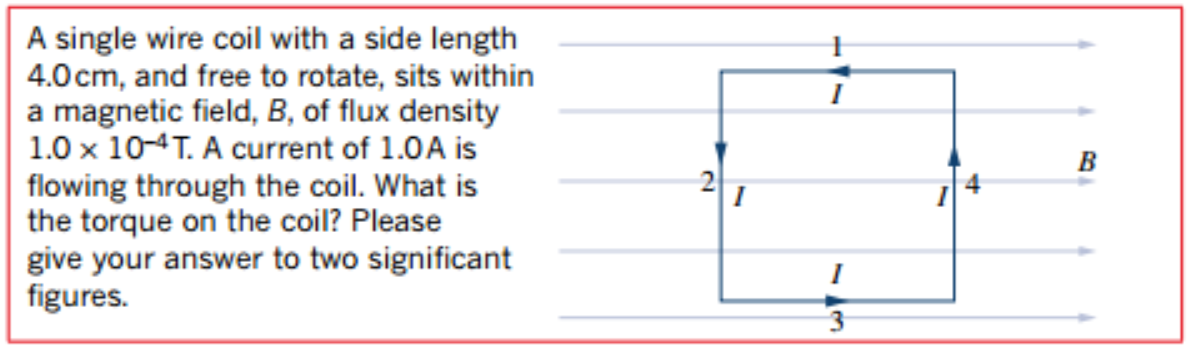 A single wire coil with a side length
4.0 cm, and free to rotate, sits within
a magnetic field, B, of flux density
1.0 × 10⁻⁴ T. A current of 1.0 A is
flowing through the coil. What is
the torque on the coil? Please
give your answer to two significant
figures.
1
I
B
2
I
I
4
I
3